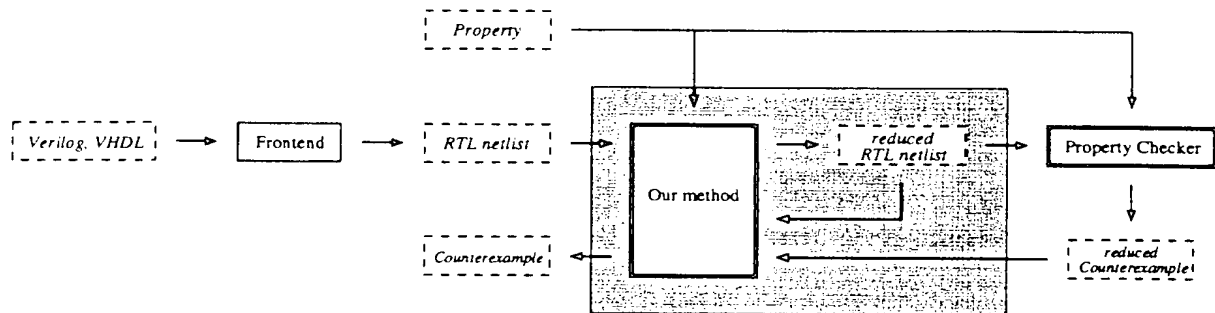 Property
Verilog, VHDL
Frontend
RTL netlist
Our method
reduced
RTL netlist
Property Checker
Counterexample
reduced
Counterexample